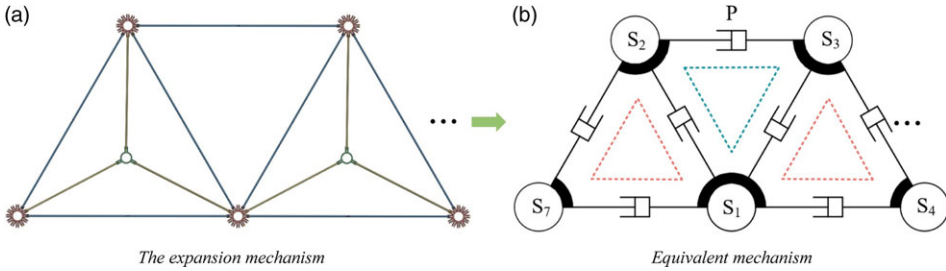 (a)
...
(b)
P
S2
S3
...
S7
S1
S4
The expansion mechanism
Equivalent mechanism